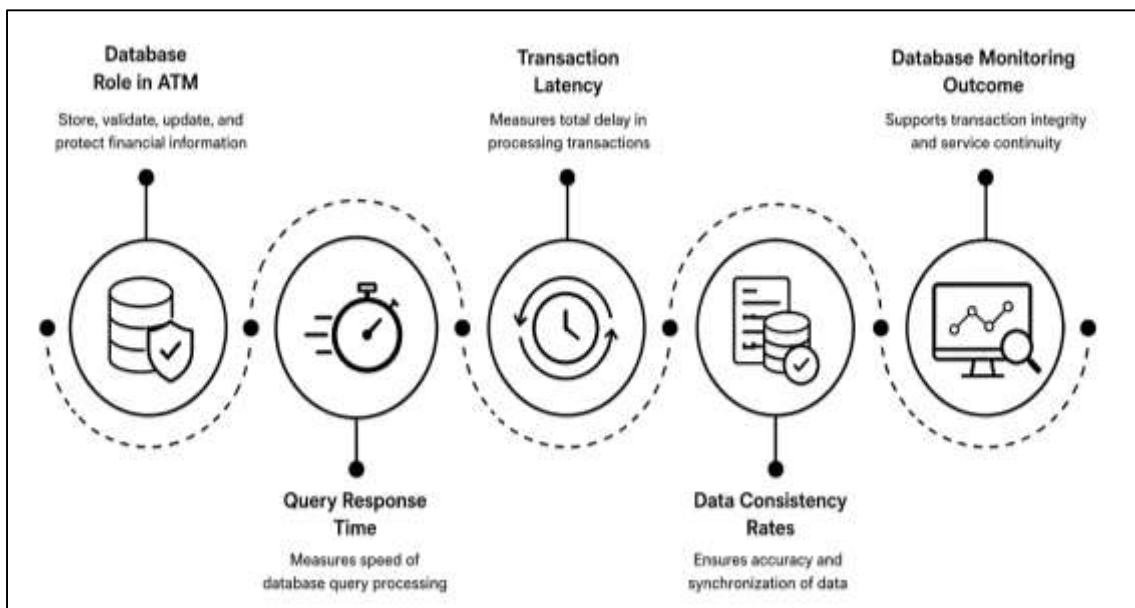 Database
Role in ATM
Store, validate, update, and
protect financial information
Query Response
Time
Measures speed of
database query processing
Transaction
Latency
Measures total delay in
processing transactions
Data Consistency
Rates
Ensures accuracy and
synchronization of data
Database Monitoring
Outcome
Supports transaction integrity
and service continuity